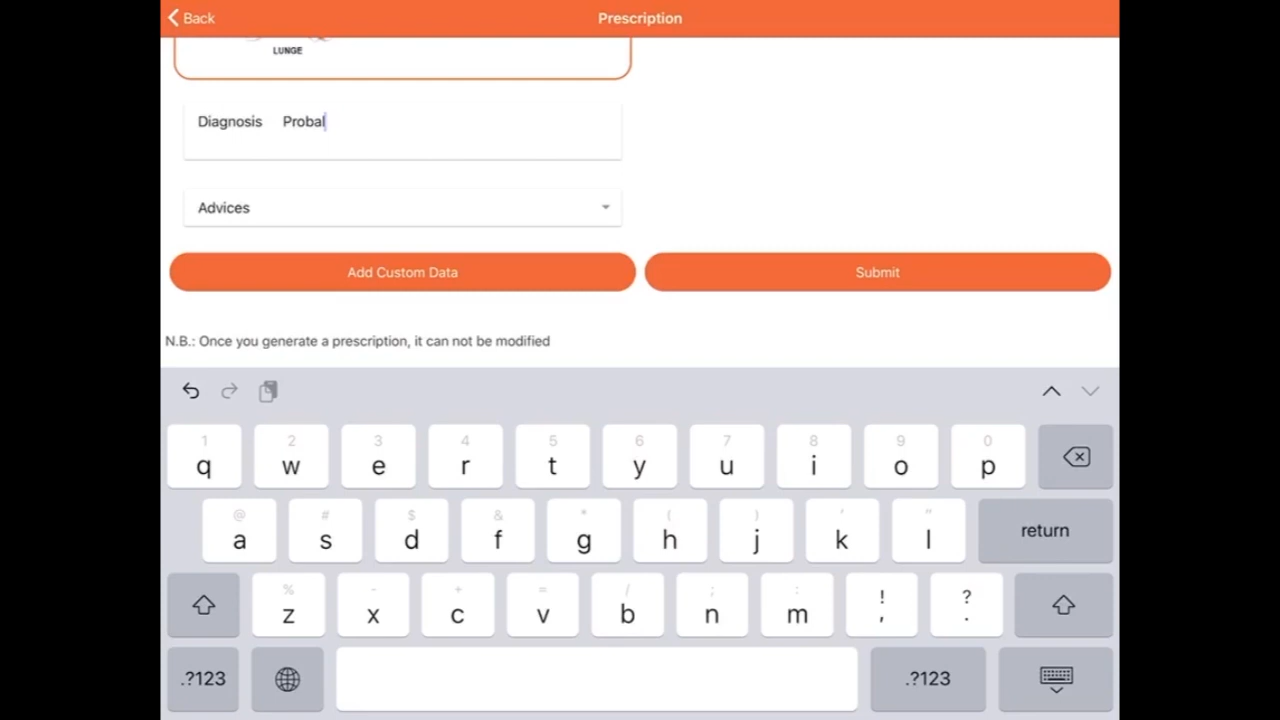 Back
Prescription
LUNGE
Diagnosis Probal
Advices
Add Custom Data
Submit
N.B.: Once you generate a prescription, it can not be modified
1 2 3 4 5 6 7 8 9 0
q w e r t y u i o p
@ # $ & * ( ) ' "
a s d f g h j k l return
% - + = / ; : ! ?
z x c v b n m , .
.?123 .?123